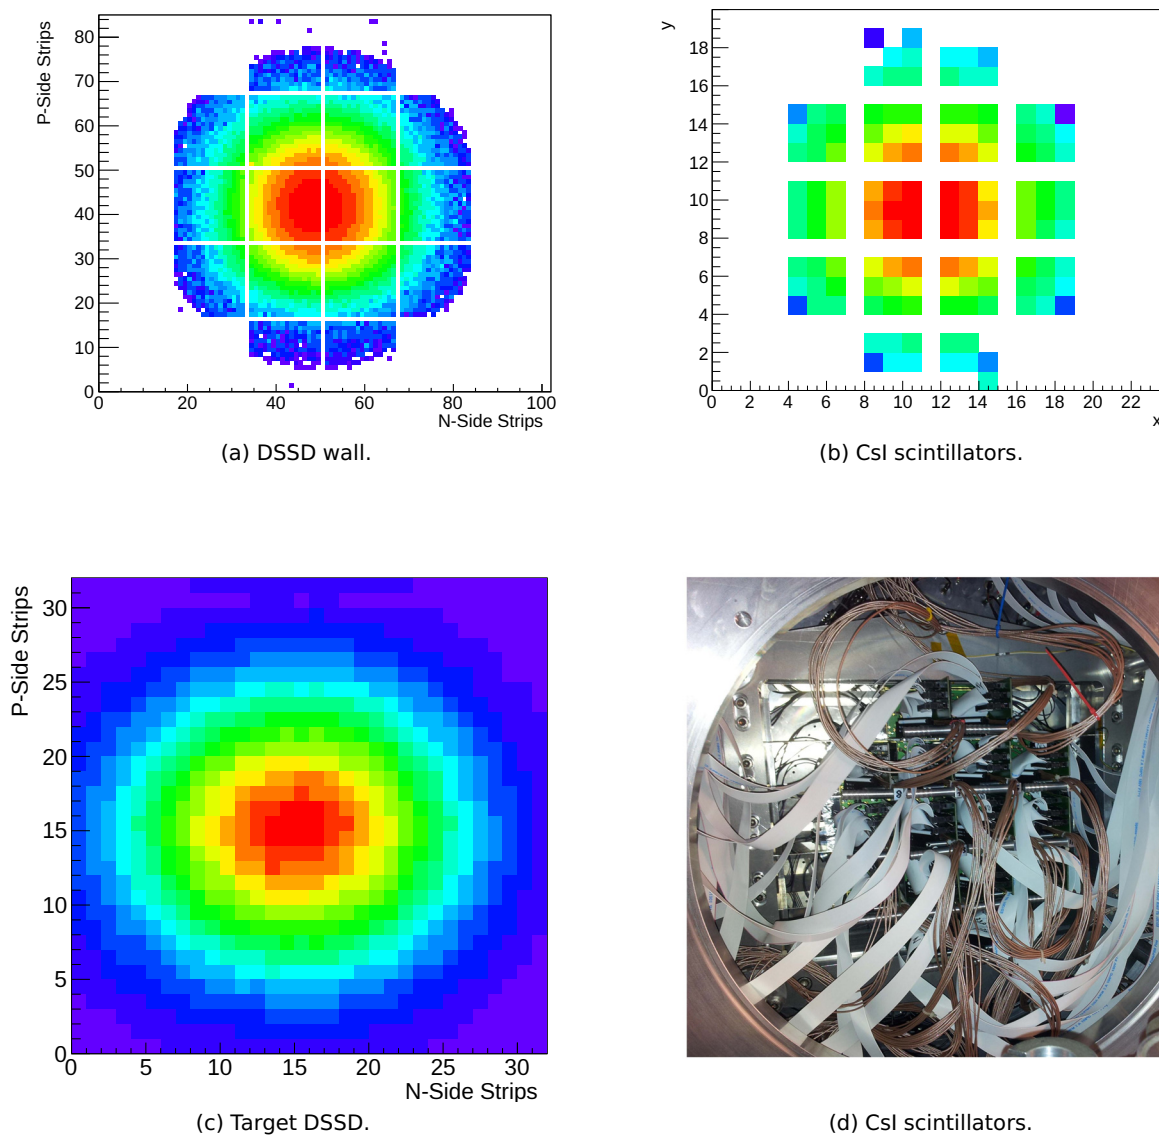 P-Side Strips
80
70
60
50
40
30
20
10
0
0 20 40 60 80 100
N-Side Strips
(a) DSSD wall.
y
18
16
14
12
10
8
6
4
2
0
0 2 4 6 8 10 12 14 16 18 20 22
x
(b) CsI scintillators.
P-Side Strips
30
25
20
15
10
5
0
0 5 10 15 20 25 30
N-Side Strips
(c) Target DSSD.
(d) CsI scintillators.